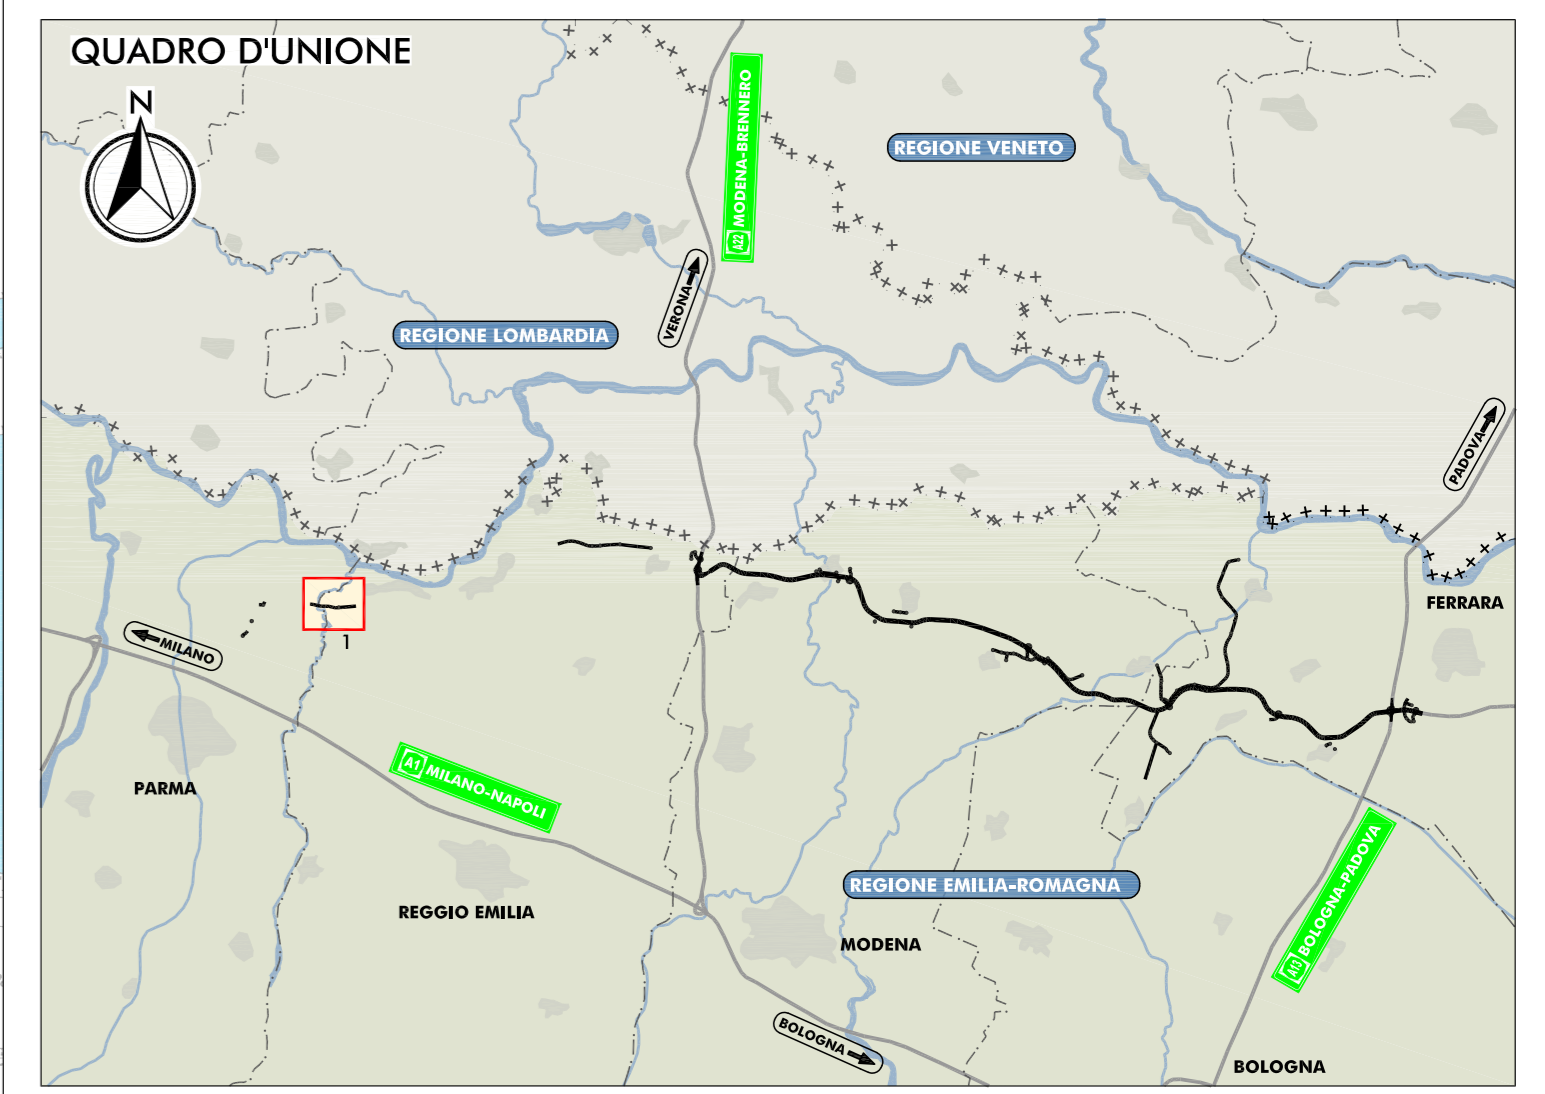 QUADRO D'UNIONE
N
A22 MODENA-BRENNERO
REGIONE VENETO
VERONA
REGIONE LOMBARDIA
PADOVA
FERRARA
MILANO
1
PARMA
A1 MILANO-NAPOLI
REGIONE EMILIA-ROMAGNA
A13 BOLOGNA-PADOVA
REGGIO EMILIA
MODENA
BOLOGNA
BOLOGNA